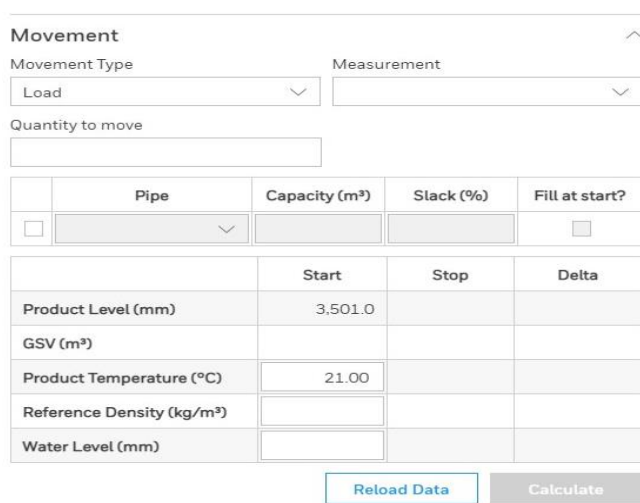 Movement
Movement Type Measurement
Load
Quantity to move
Pipe Capacity (m³) Slack (%) Fill at start?
Start Stop Delta
Product Level (mm) 3,501.0
GSV (m³)
Product Temperature (°C) 21.00
Reference Density (kg/m³)
Water Level (mm)
Reload Data Calculate